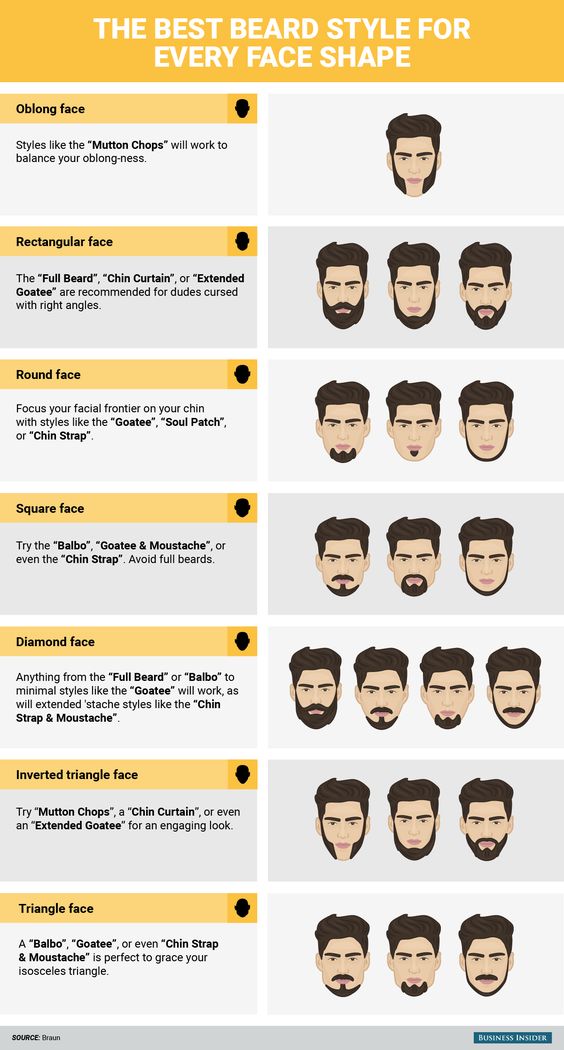 THE BEST BEARD STYLE FOR
EVERY FACE SHAPE
Oblong face
Styles like the “Mutton Chops” will work to
balance your oblong-ness.
Rectangular face
The “Full Beard”, “Chin Curtain”, or “Extended
Goatee” are recommended for dudes cursed
with right angles.
Round face
Focus your facial frontier on your chin
with styles like the “Goatee”, “Soul Patch”,
or “Chin Strap”.
Square face
Try the “Balbo”, “Goatee & Moustache”, or
even the “Chin Strap”. Avoid full beards.
Diamond face
Anything from the “Full Beard” or “Balbo” to
minimal styles like the “Goatee” will work, as
will extended 'stache styles like the “Chin
Strap & Moustache”.
Inverted triangle face
Try “Mutton Chops”, a “Chin Curtain”, or even
an “Extended Goatee” for an engaging look.
Triangle face
A “Balbo”, “Goatee”, or even “Chin Strap
& Moustache” is perfect to grace your
isosceles triangle.
SOURCE: Braun
BUSINESS INSIDER